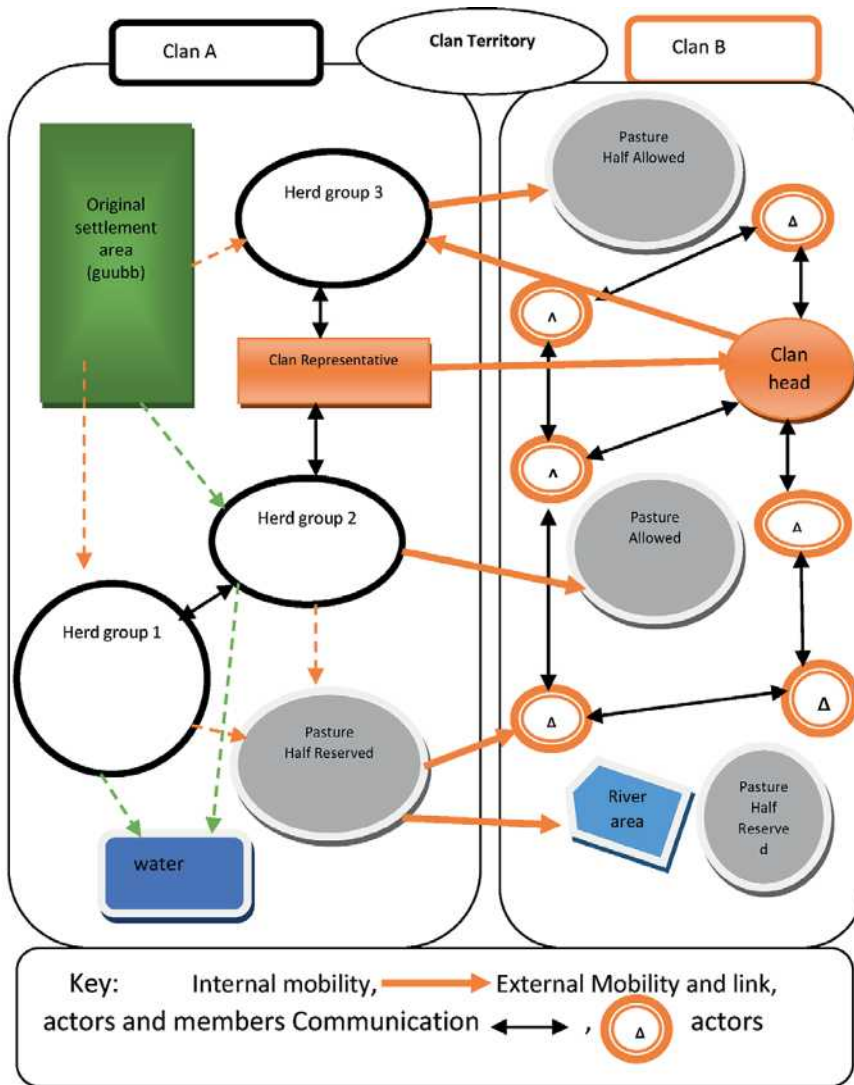 Clan A
Clan Territory
Clan B
Original
settlement
area
(guubb)
Herd group 3
Pasture
Half Allowed
Δ
Λ
Clan Representative
Clan
head
Λ
Herd group 2
Pasture
Allowed
Δ
Herd group 1
Pasture
Half Reserved
Δ
Δ
River
area
Pasture
Half
Reserve
d
water
Key: Internal mobility, External Mobility and link,
actors and members Communication , Δ actors